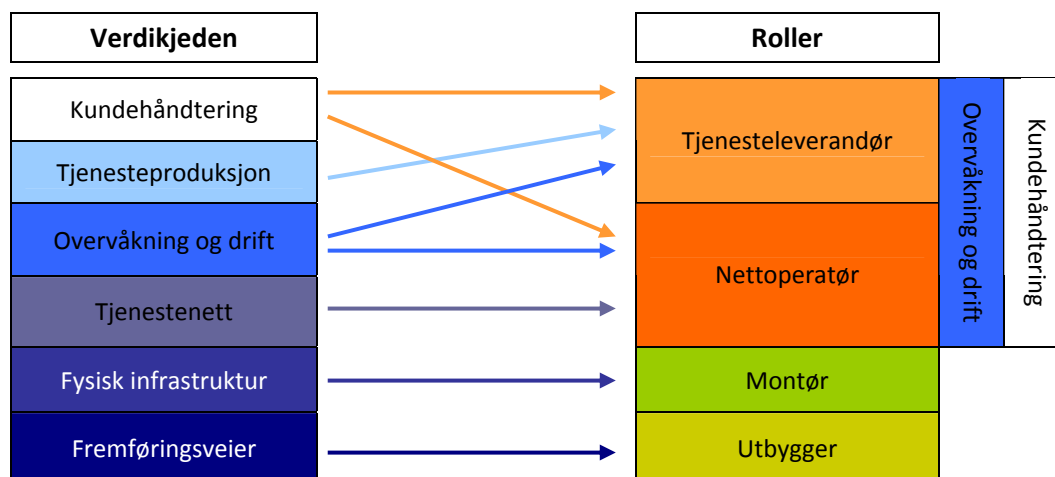 Verdikjeden
Roller
Kundehåndtering
Tjenesteproduksjon
Overvåkning og drift
Tjenestenett
Fysisk infrastruktur
Fremføringsveier
Tjenesteleverandør
Nettoperatør
Montør
Utbygger
Overvåkning og drift
Kundehåndtering